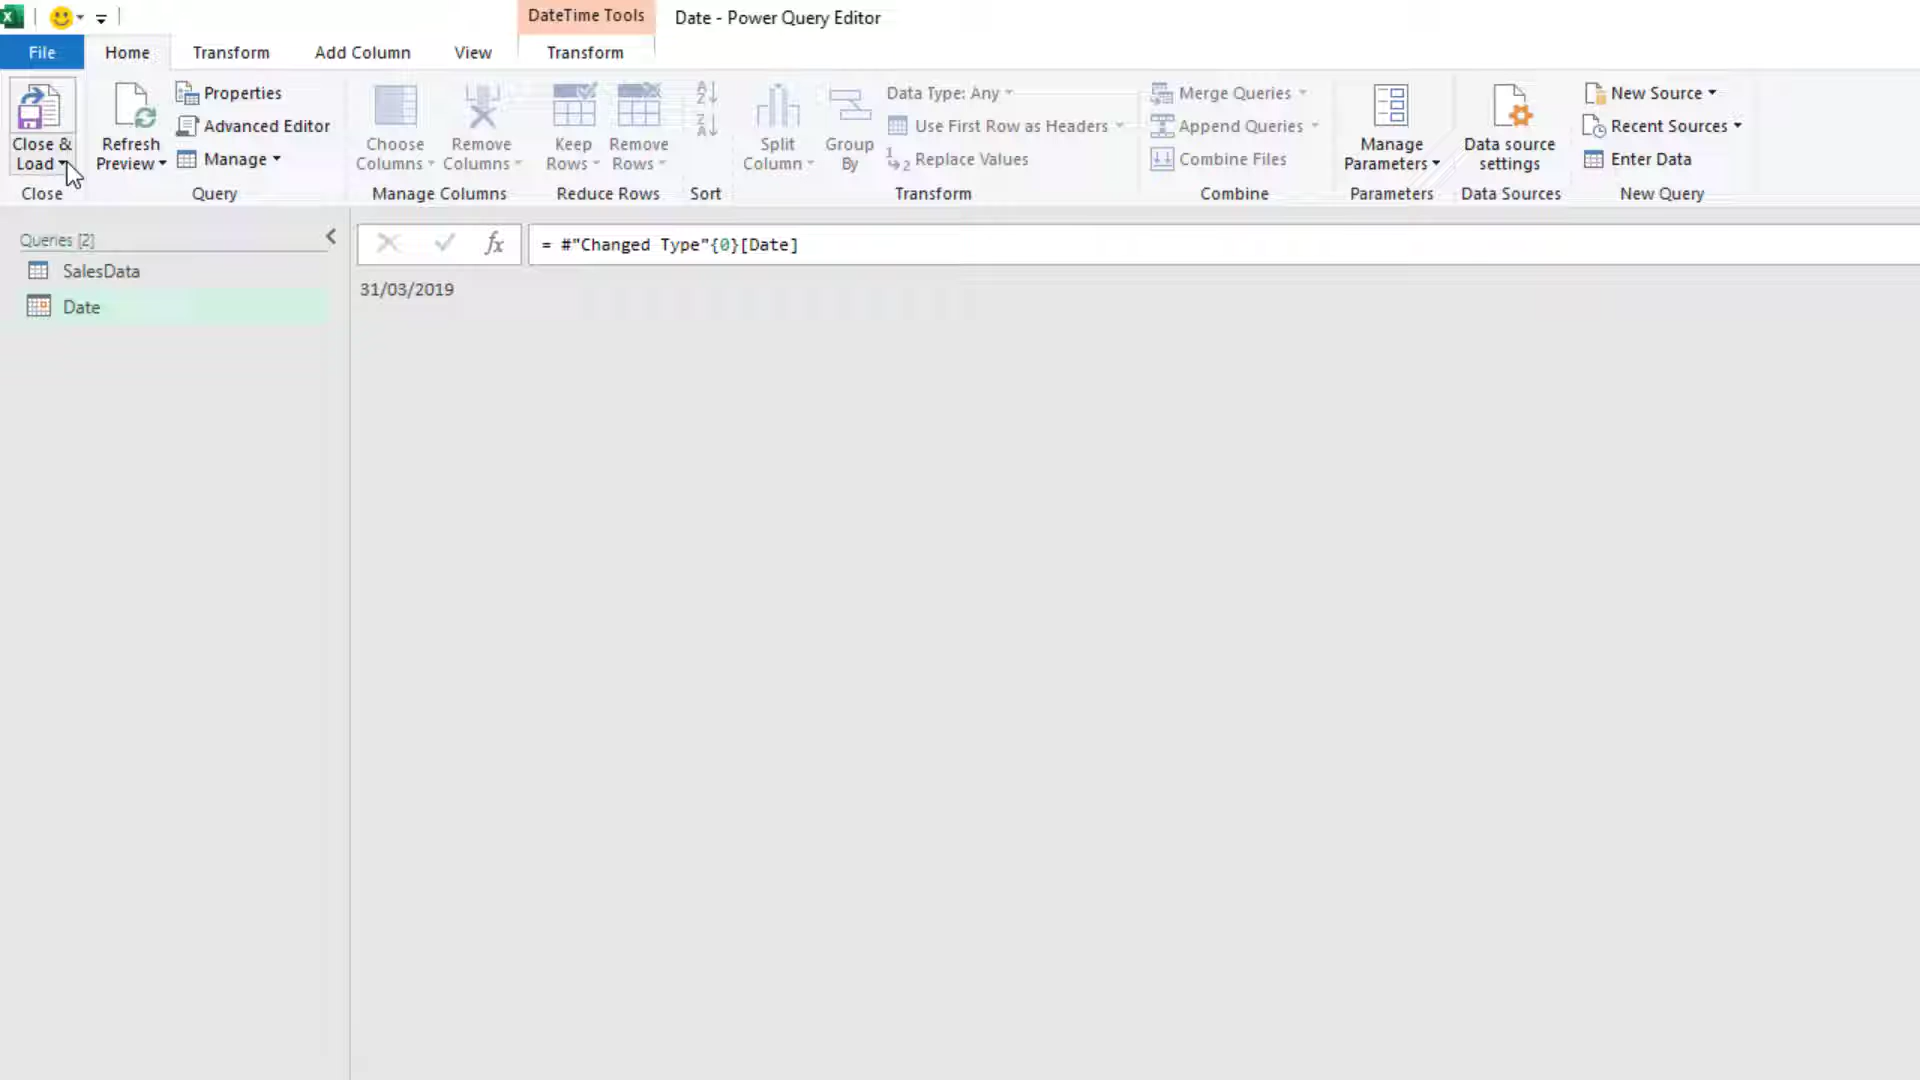 DateTime Tools
Date - Power Query Editor
File
Home
Transform
Add Column
View
Transform
Close &
Load
Refresh
Preview
Properties
Advanced Editor
Manage
Choose
Columns
Remove
Columns
Keep
Rows
Remove
Rows
A
Z
Z
A
Split
Column
Group
By
Data Type: Any
Use First Row as Headers
1
2 Replace Values
Merge Queries
Append Queries
Combine Files
Manage
Parameters
Data source
settings
New Source
Recent Sources
Enter Data
Close
Query
Manage Columns
Reduce Rows
Sort
Transform
Combine
Parameters
Data Sources
New Query
Queries [2]
SalesData
Date
fx
= #"Changed Type"{0}[Date]
31/03/2019